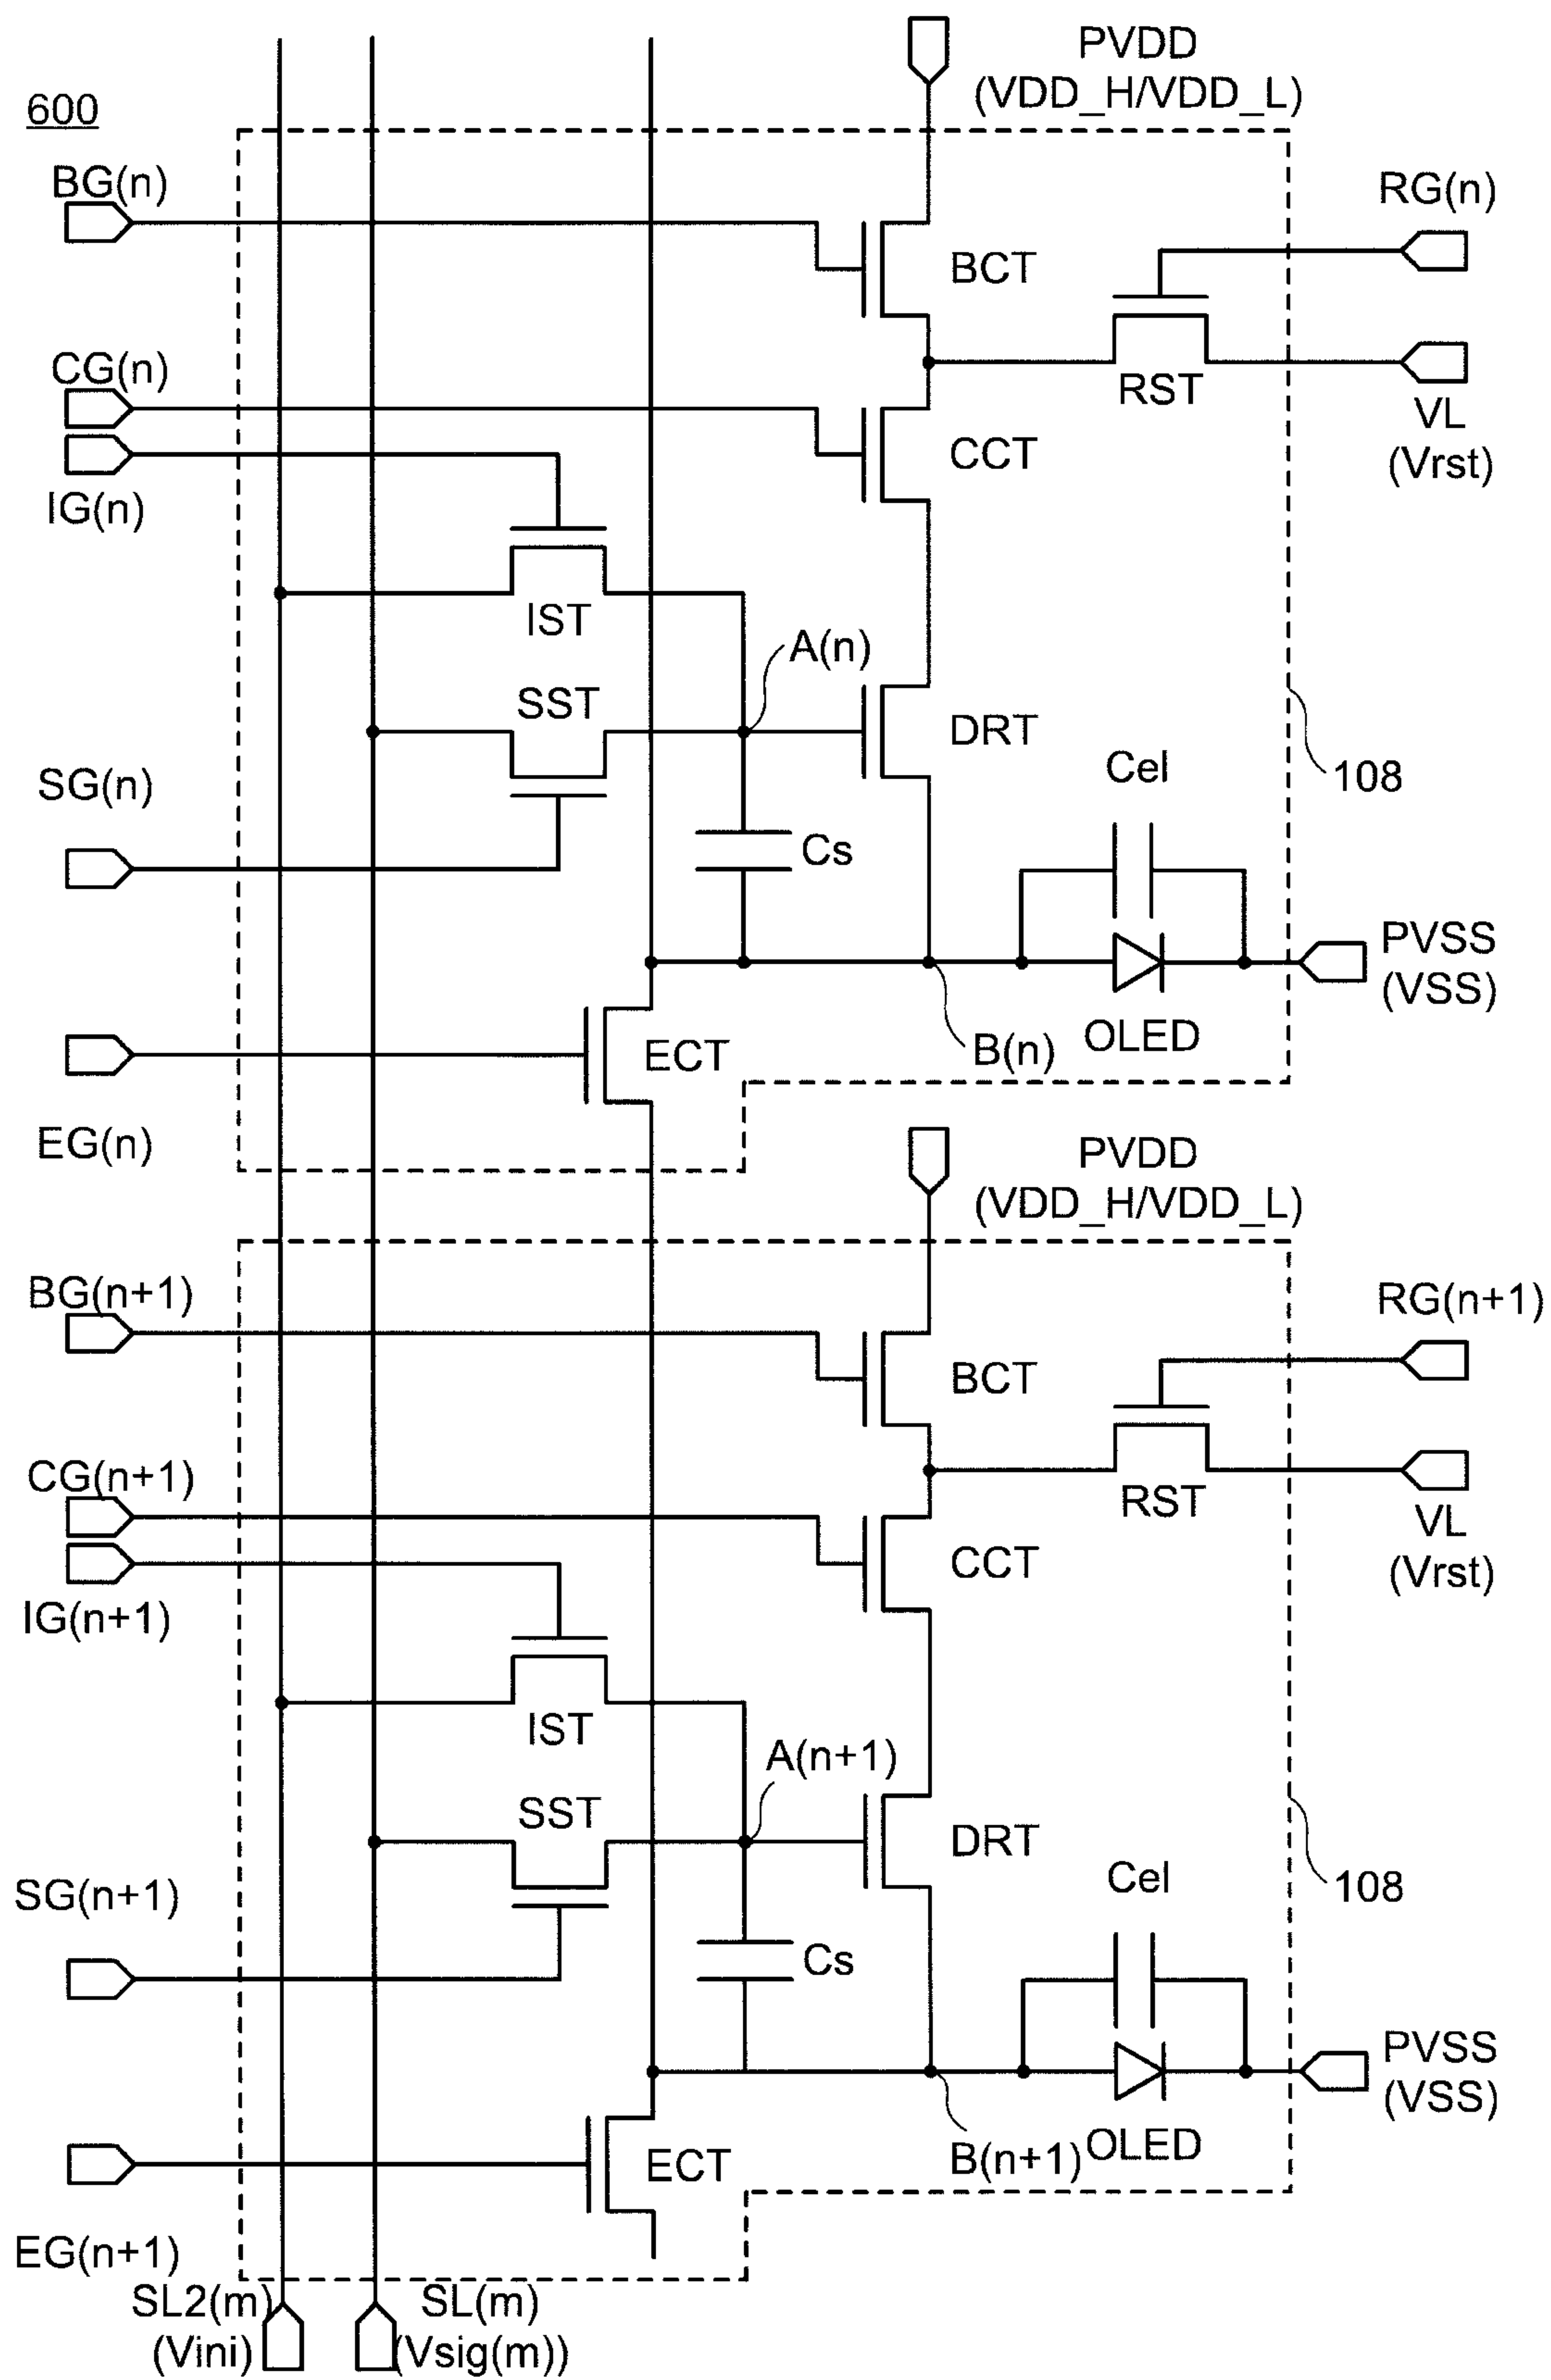 600
PVDD
(VDD_H/VDD_L)
BG(n)
RG(n)
BCT
CG(n)
RST
VL
(Vrst)
CCT
IG(n)
IST
A(n)
SST
DRT
SG(n)
Cel
108
Cs
PVSS
(VSS)
ECT
B(n)
OLED
EG(n)
PVDD
(VDD_H/VDD_L)
BG(n+1)
RG(n+1)
BCT
CG(n+1)
RST
VL
(Vrst)
CCT
IG(n+1)
IST
A(n+1)
SST
DRT
SG(n+1)
Cel
108
Cs
PVSS
(VSS)
ECT
B(n+1)
OLED
EG(n+1)
SL2(m)
(Vini)
SL(m)
(Vsig(m))